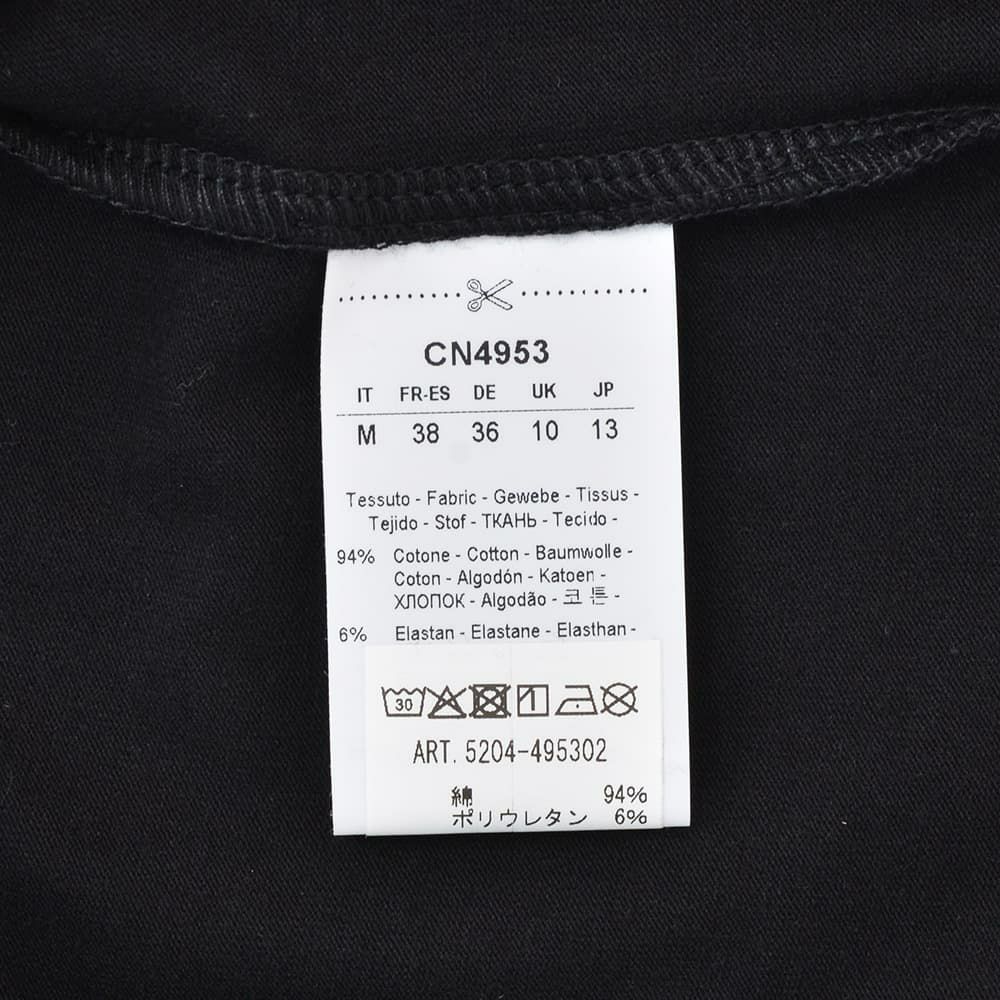 CN4953
IT FR-ES DE UK JP
M 38 36 10 13
Tessuto - Fabric - Gewebe - Tissus -
Tejido - Stof - ТКАНЬ - Tecido -
94% Cotone - Cotton - Baumwolle -
Coton - Algodón - Katoen -
ХЛОПОК - Algodão - 코튼 -
6% Elastan - Elastane - Elasthan -
30
ART. 5204-495302
綿 94%
ポリウレタン 6%